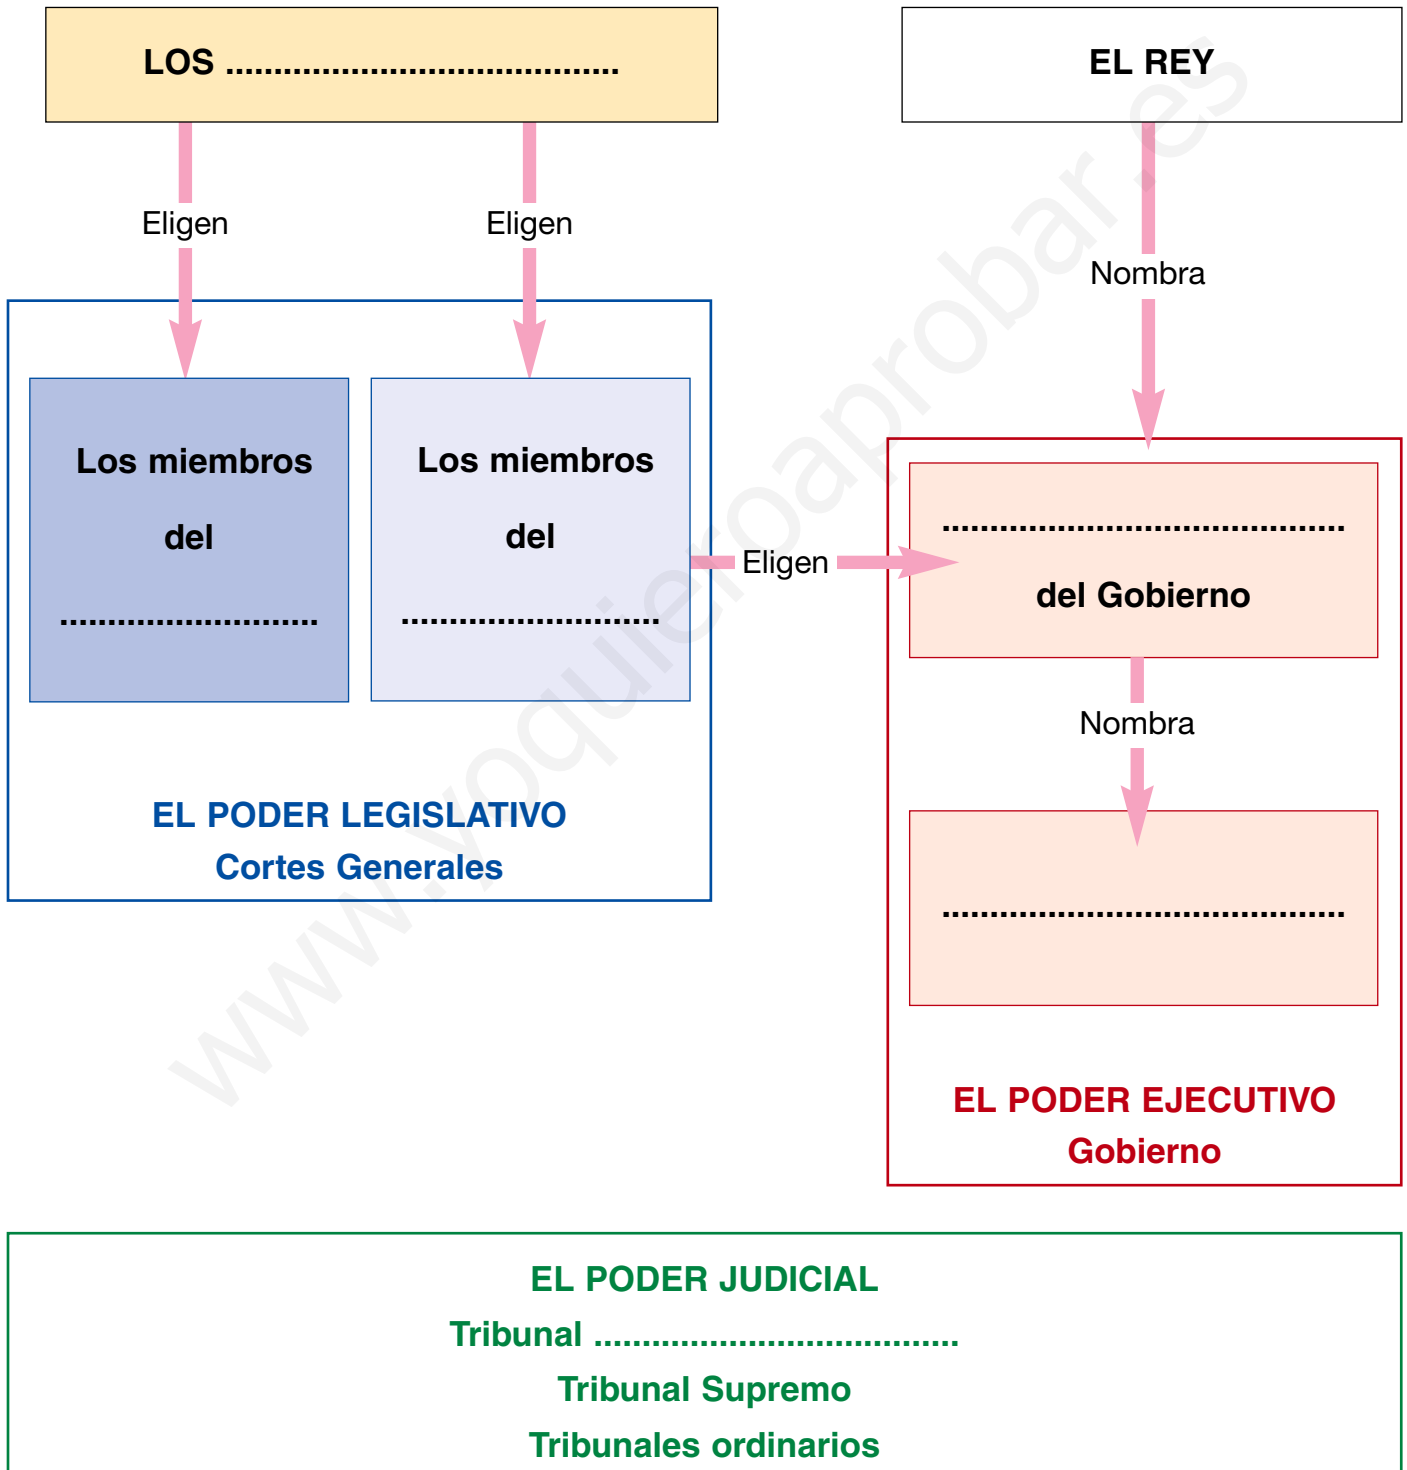 LOS .........................................
EL REY
Eligen
Eligen
Nombra
Los miembros
del
...........................
Los miembros
del
...........................
Eligen
..........................................
del Gobierno
Nombra
..........................................
EL PODER LEGISLATIVO
Cortes Generales
EL PODER EJECUTIVO
Gobierno
EL PODER JUDICIAL
Tribunal ......................................
Tribunal Supremo
Tribunales ordinarios
www.yoquieroaprobar.es